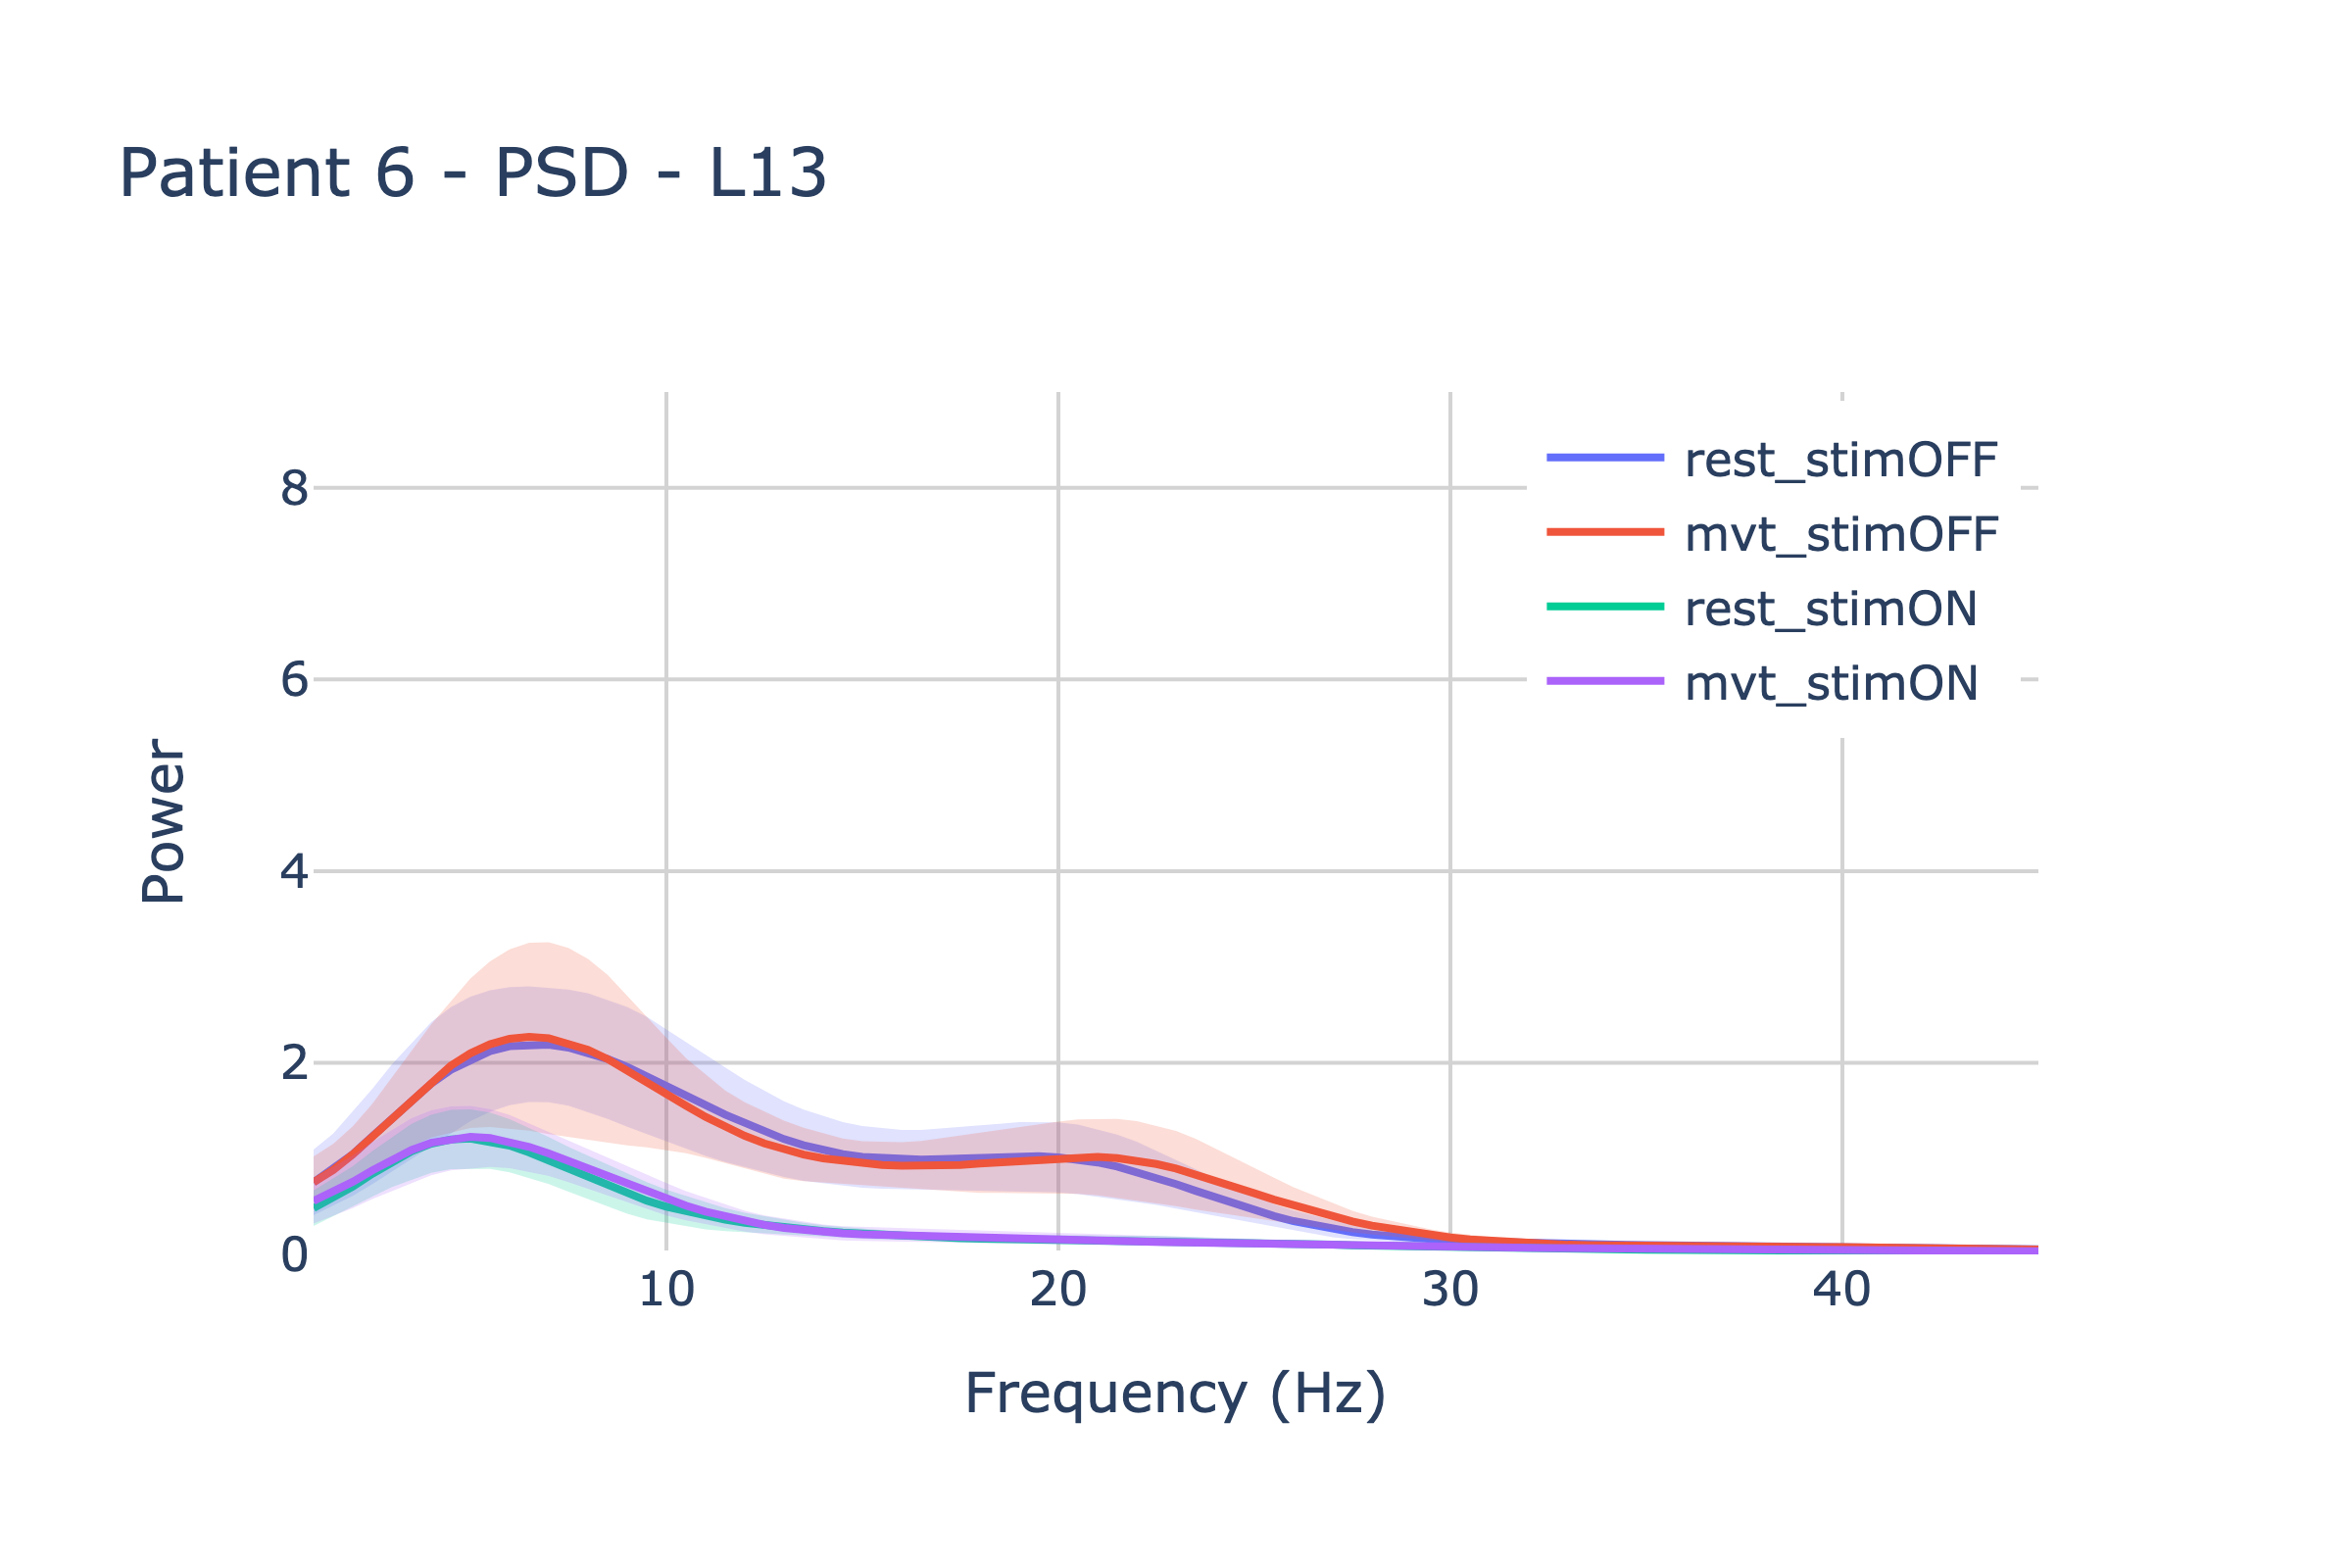 Patient 6 - PSD - L13
rest_stimOFF
mvt_stimOFF
rest_stimON
mvt_stimON
Power
8
6
4
2
0
10
20
30
40
Frequency (Hz)